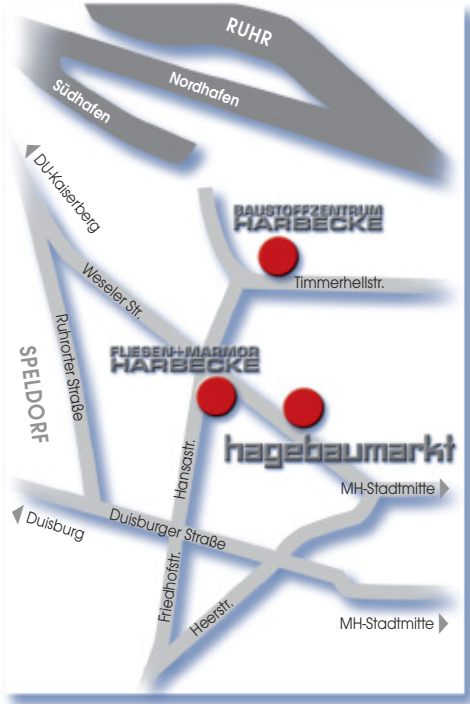 RUHR
Nordhafen
Südhafen
DU-Kaiserberg
BAUSTOFFZENTRUM
HARBECKE
Timmerhellstr.
Weseler Str.
Ruhrorter Straße
SPELDORF
FLIESEN+MARMOR
HARBECKE
hagebaumarkt
Hansastr.
MH-Stadtmitte
Duisburg
Duisburger Straße
Friedhofstr.
Heerstr.
MH-Stadtmitte